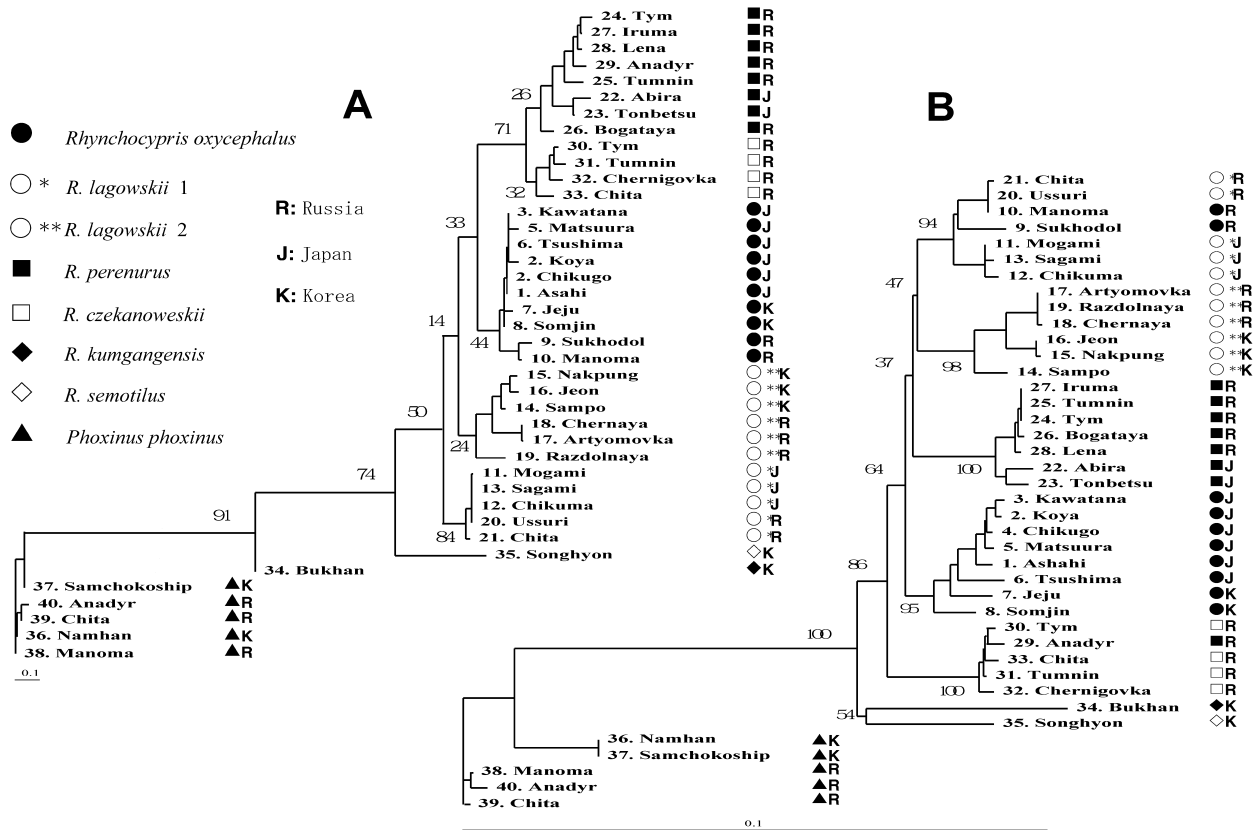 A
B
Rhynchocypris oxycephalus
* R. lagowskii 1
** R. lagowskii 2
R. perenurus
R. czekanoweskii
R. kumgangensis
R. semotilus
Phoxinus phoxinus
R: Russia
J: Japan
K: Korea
24. Tym R
27. Iruma R
28. Lena R
29. Anadyr R
25. Tumnin R
22. Abira J
23. Tonbetsu J
26. Bogataya R
30. Tym R
31. Tumnin R
32. Chernigovka R
33. Chita R
3. Kawatana J
5. Matsuura J
6. Tsushima J
2. Koya J
2. Chikugo J
1. Asahi J
7. Jeju K
8. Somjin K
9. Sukhodol R
10. Manoma R
15. Nakpung **K
16. Jeon **K
14. Sampo **K
18. Chernaya **R
17. Artyomovka **R
19. Razdolnaya **R
11. Mogami *J
13. Sagami *J
12. Chikuma *J
20. Ussuri *R
21. Chita *R
35. Songhyon K
34. Bukhan K
37. Samchokoship K
40. Anadyr R
39. Chita R
36. Namhan K
38. Manoma R
26
71
32
33
14
44
50
24
74
84
91
0.1
21. Chita *R
20. Ussuri *R
10. Manoma R
9. Sukhodol R
11. Mogami *J
13. Sagami *J
12. Chikuma *J
17. Artyomovka **R
19. Razdolnaya **R
18. Chernaya **R
16. Jeon **K
15. Nakpung **K
14. Sampo **K
27. Iruma R
25. Tumnin R
24. Tym R
26. Bogataya R
28. Lena R
22. Abira J
23. Tonbetsu J
3. Kawatana J
2. Koya J
4. Chikugo J
5. Matsuura J
1. Ashahi J
6. Tsushima J
7. Jeju K
8. Somjin K
30. Tym R
29. Anadyr R
33. Chita R
31. Tumnin R
32. Chernigovka R
34. Bukhan K
35. Songhyon K
36. Namhan K
37. Samchokoship K
38. Manoma R
40. Anadyr R
39. Chita R
94
47
98
37
100
64
86
95
100
100
54
0.1